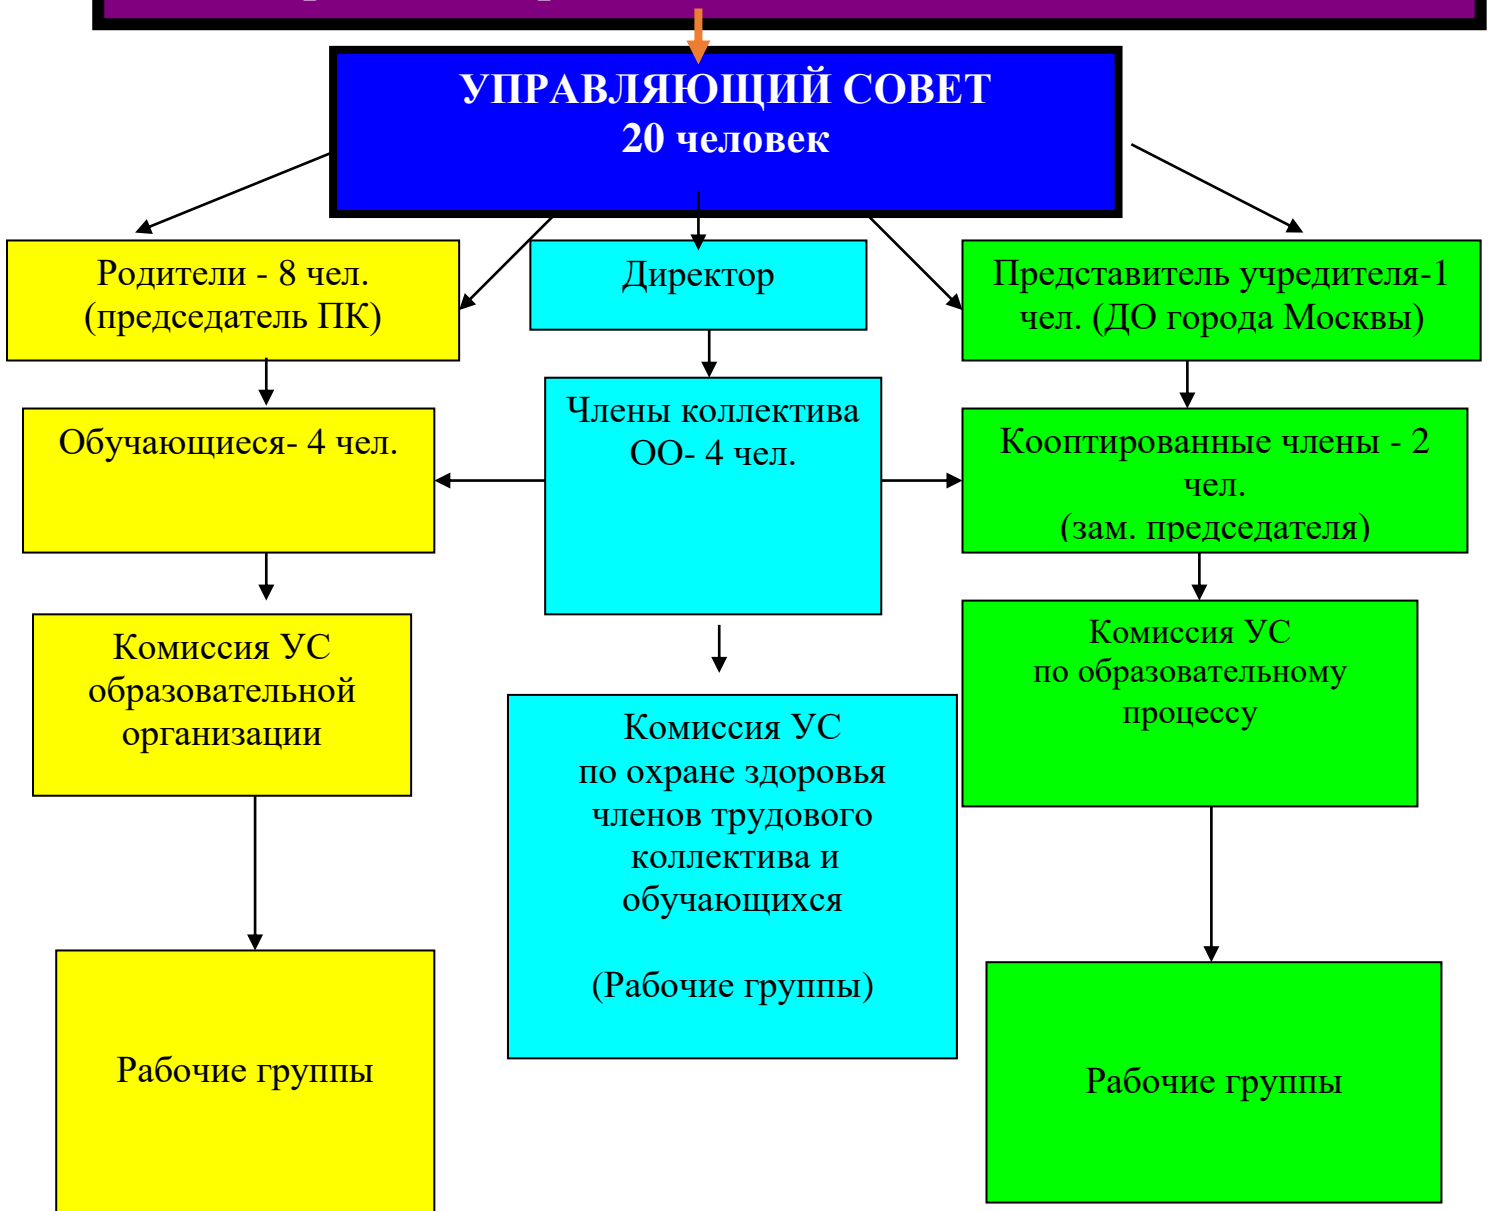 УПРАВЛЯЮЩИЙ СОВЕТ
20 человек
Родители - 8 чел.
(председатель ПК)
Директор
Представитель учредителя-1
чел. (ДО города Москвы)
Обучающиеся- 4 чел.
Члены коллектива
ОО- 4 чел.
Кооптированные члены - 2
чел.
(зам. председателя)
Комиссия УС
образовательной
организации
Комиссия УС
по охране здоровья
членов трудового
коллектива и
обучающихся
(Рабочие группы)
Комиссия УС
по образовательному
процессу
Рабочие группы
Рабочие группы